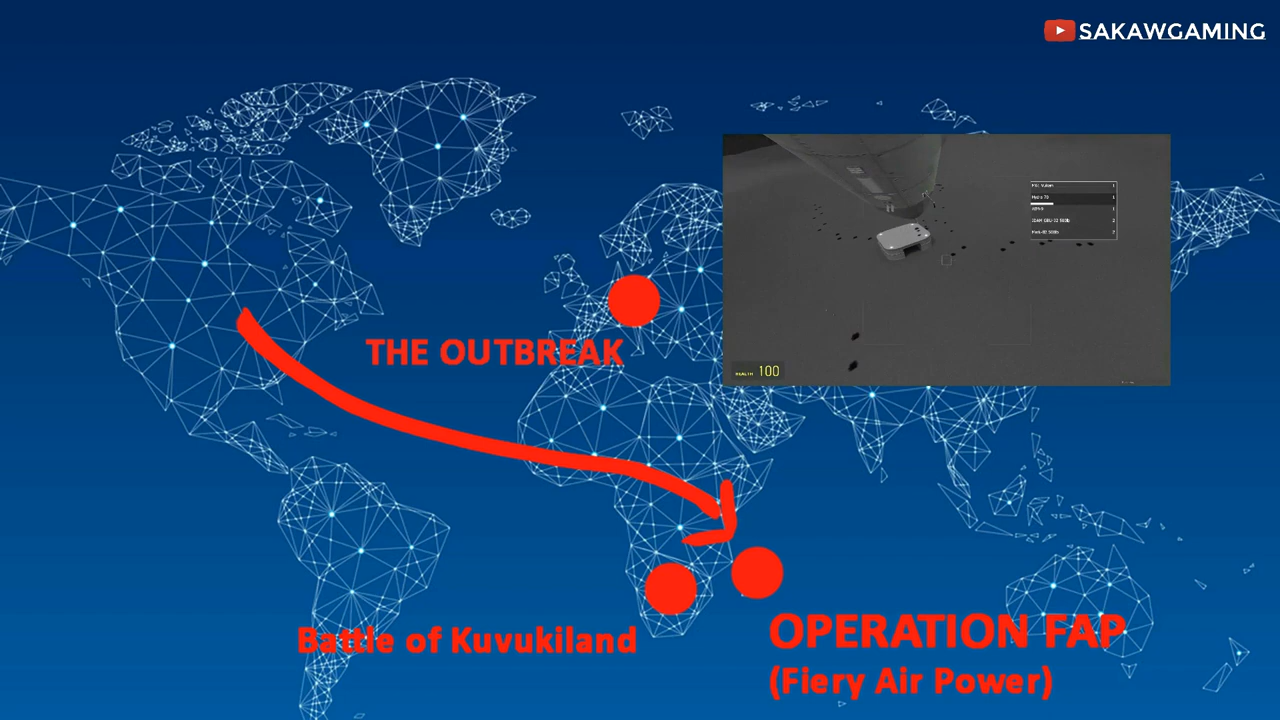 SAKAWGAMING
THE OUTBREAK
HEALTH 100
Battle of Kuvukiland
OPERATION FAP
(Fiery Air Power)